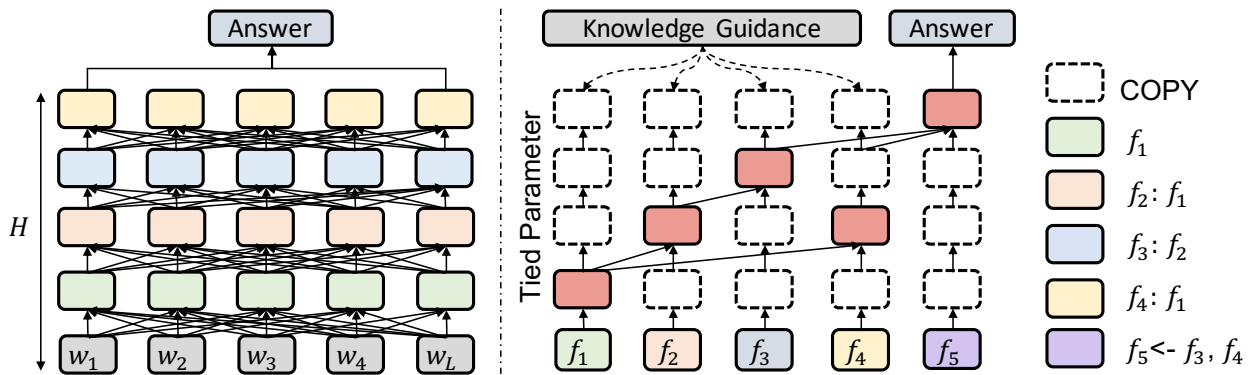 Answer
H
w₁ w₂ w₃ w₄ w_L
Knowledge Guidance
Answer
Tied Parameter
f₁ f₂ f₃ f₄ f₅
COPY
f₁
f₂: f₁
f₃: f₂
f₄: f₁
f₅<- f₃, f₄